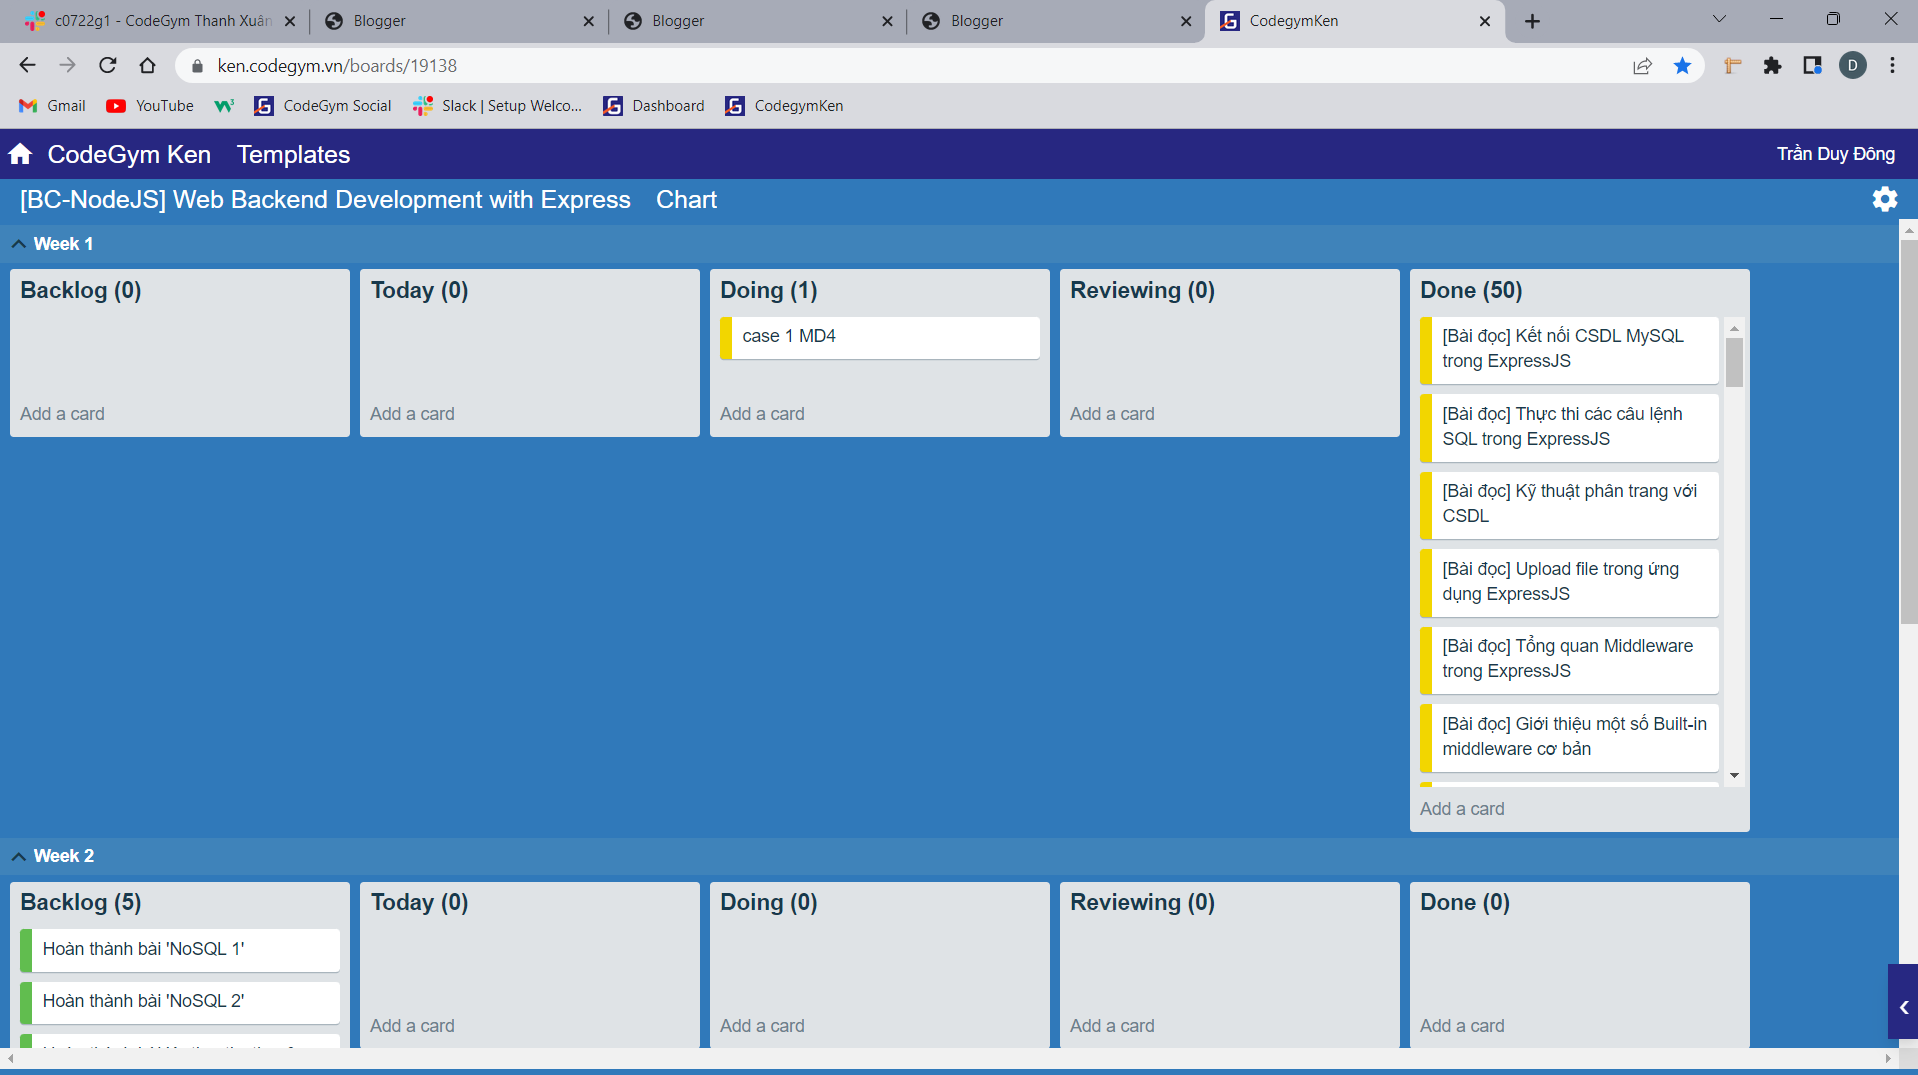 c0722g1 - CodeGym Thanh Xuân
Blogger
Blogger
Blogger
CodegymKen
ken.codegym.vn/boards/19138
D
Gmail
YouTube
CodeGym Social
Slack | Setup Welco...
Dashboard
CodegymKen
CodeGym Ken
Templates
Trần Duy Đông
[BC-NodeJS] Web Backend Development with Express
Chart
Week 1
Backlog (0)
Add a card
Today (0)
Add a card
Doing (1)
case 1 MD4
Add a card
Reviewing (0)
Add a card
Done (50)
[Bài đọc] Kết nối CSDL MySQL
trong ExpressJS
[Bài đọc] Thực thi các câu lệnh
SQL trong ExpressJS
[Bài đọc] Kỹ thuật phân trang với
CSDL
[Bài đọc] Upload file trong ứng
dụng ExpressJS
[Bài đọc] Tổng quan Middleware
trong ExpressJS
[Bài đọc] Giới thiệu một số Built-in
middleware cơ bản
Add a card
Week 2
Backlog (5)
Hoàn thành bài 'NoSQL 1'
Hoàn thành bài 'NoSQL 2'
Today (0)
Add a card
Doing (0)
Add a card
Reviewing (0)
Add a card
Done (0)
Add a card